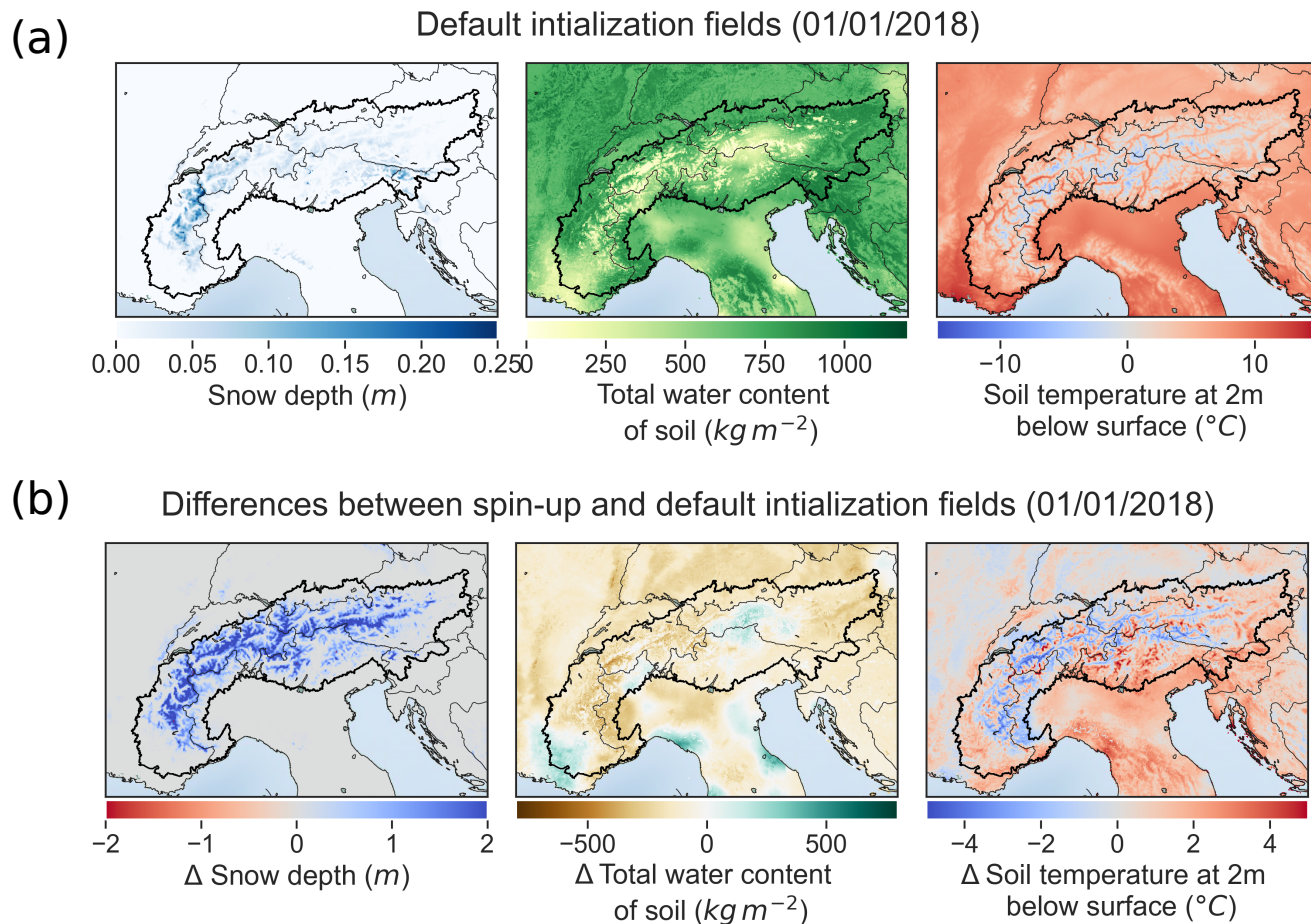 (a)
Default intialization fields (01/01/2018)
0.00 0.05 0.10 0.15 0.20 0.25
Snow depth (m)
0 250 500 750 1000
Total water content
of soil (kg m⁻²)
−10 0 10
Soil temperature at 2m
below surface (°C)
(b)
Differences between spin-up and default intialization fields (01/01/2018)
−2 −1 0 1 2
Δ Snow depth (m)
−500 0 500
Δ Total water content
of soil (kg m⁻²)
−4 −2 0 2 4
Δ Soil temperature at 2m
below surface (°C)